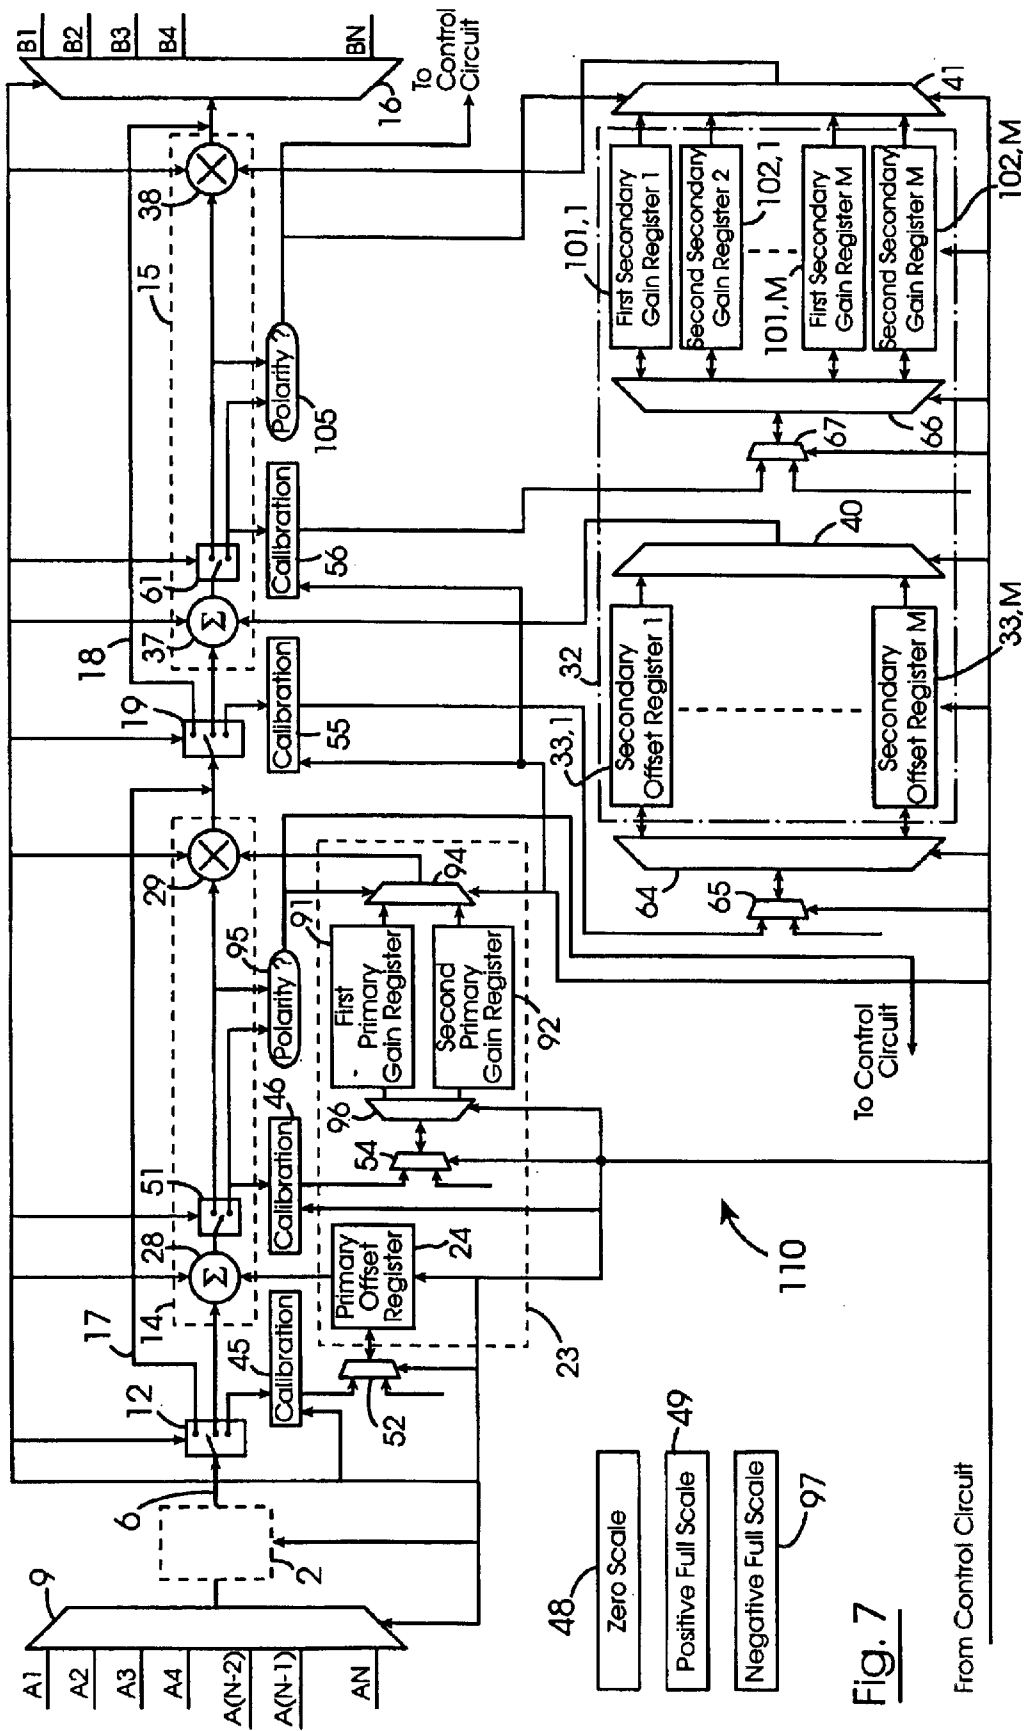 A1
A2
A3
A4
A(N-2)
A(N-1)
AN
9
2
6
12
17
14
28
51
29
19
18
37
61
15
38
16
B1
B2
B3
B4
BN
To Control
Circuit
Calibration
45
Calibration
46
Polarity ?
95
Calibration
55
Calibration
56
Polarity ?
105
52
Primary
Offset
Register
24
54
96
First
Primary
Gain Register
91
Second
Primary
Gain Register
92
94
23
48
Zero Scale
49
Positive Full Scale
Negative Full Scale
97
110
To Control
Circuit
64
65
32
33,1
Secondary
Offset Register 1
Secondary
Offset Register M
33,M
40
67
66
101,1
First Secondary
Gain Register 1
Second Secondary
Gain Register 2
102,1
101,M
First Secondary
Gain Register M
Second Secondary
Gain Register M
102,M
41
Fig. 7
From Control Circuit